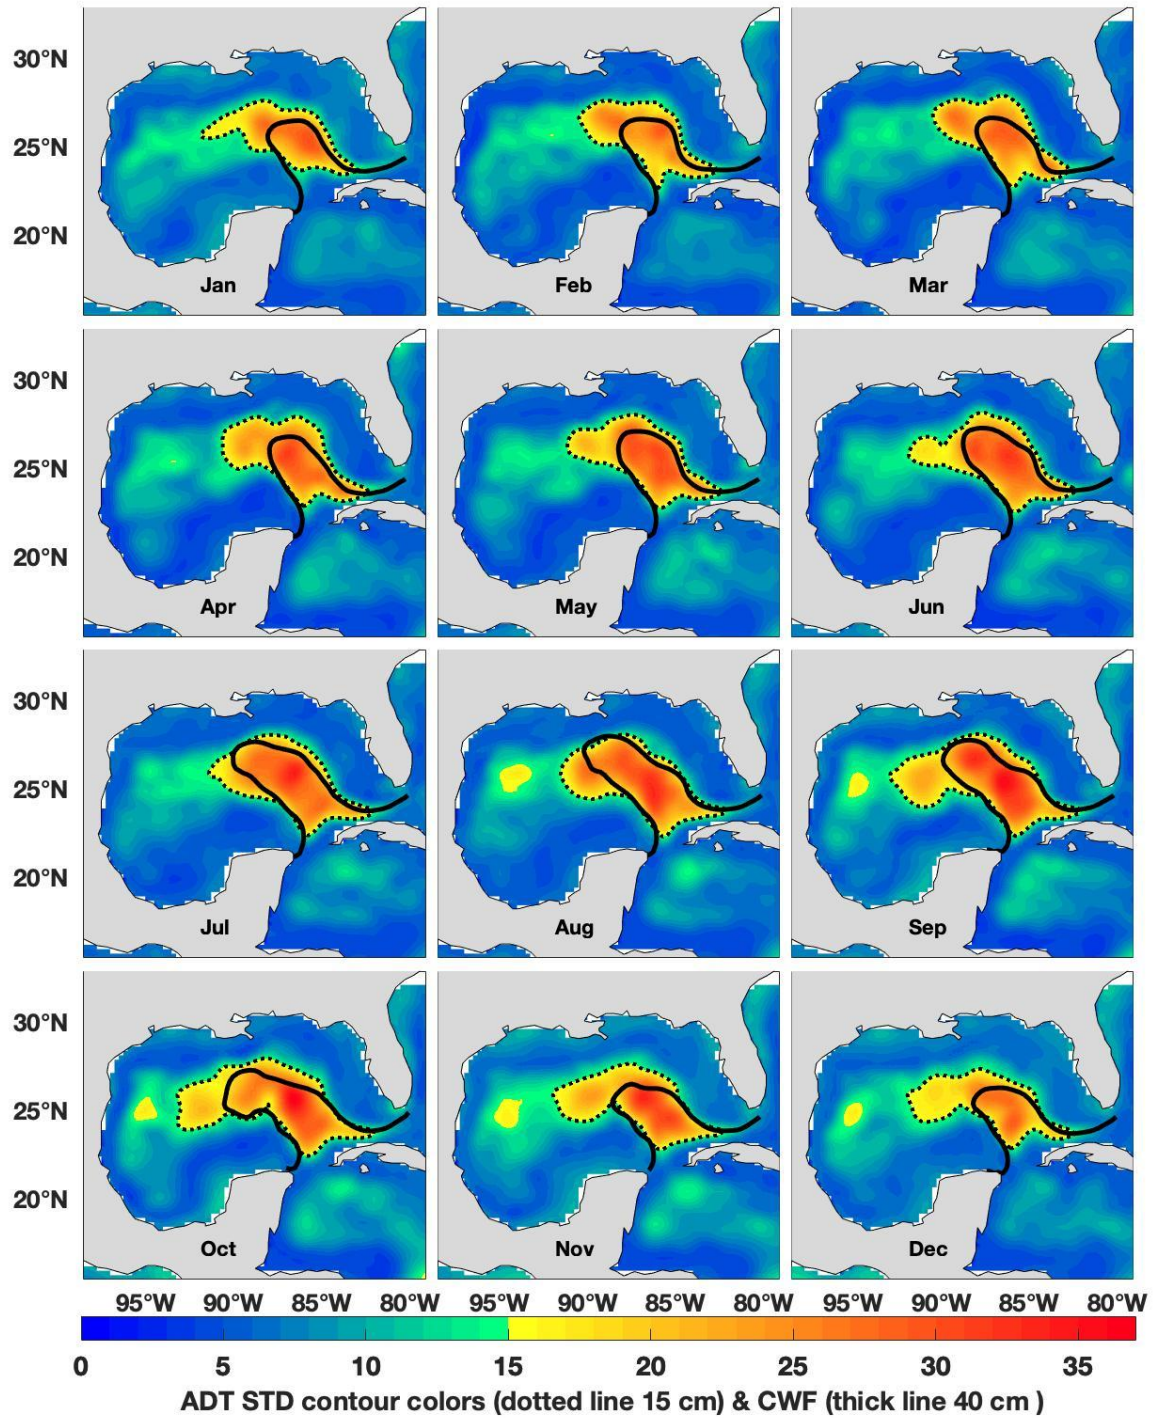 30°N
25°N
20°N
Jan
Feb
Mar
30°N
25°N
20°N
Apr
May
Jun
30°N
25°N
20°N
Jul
Aug
Sep
30°N
25°N
20°N
Oct
Nov
Dec
95°W 90°W 85°W 80°W 95°W 90°W 85°W 80°W 95°W 90°W 85°W 80°W
0 5 10 15 20 25 30 35
ADT STD contour colors (dotted line 15 cm) & CWF (thick line 40 cm )